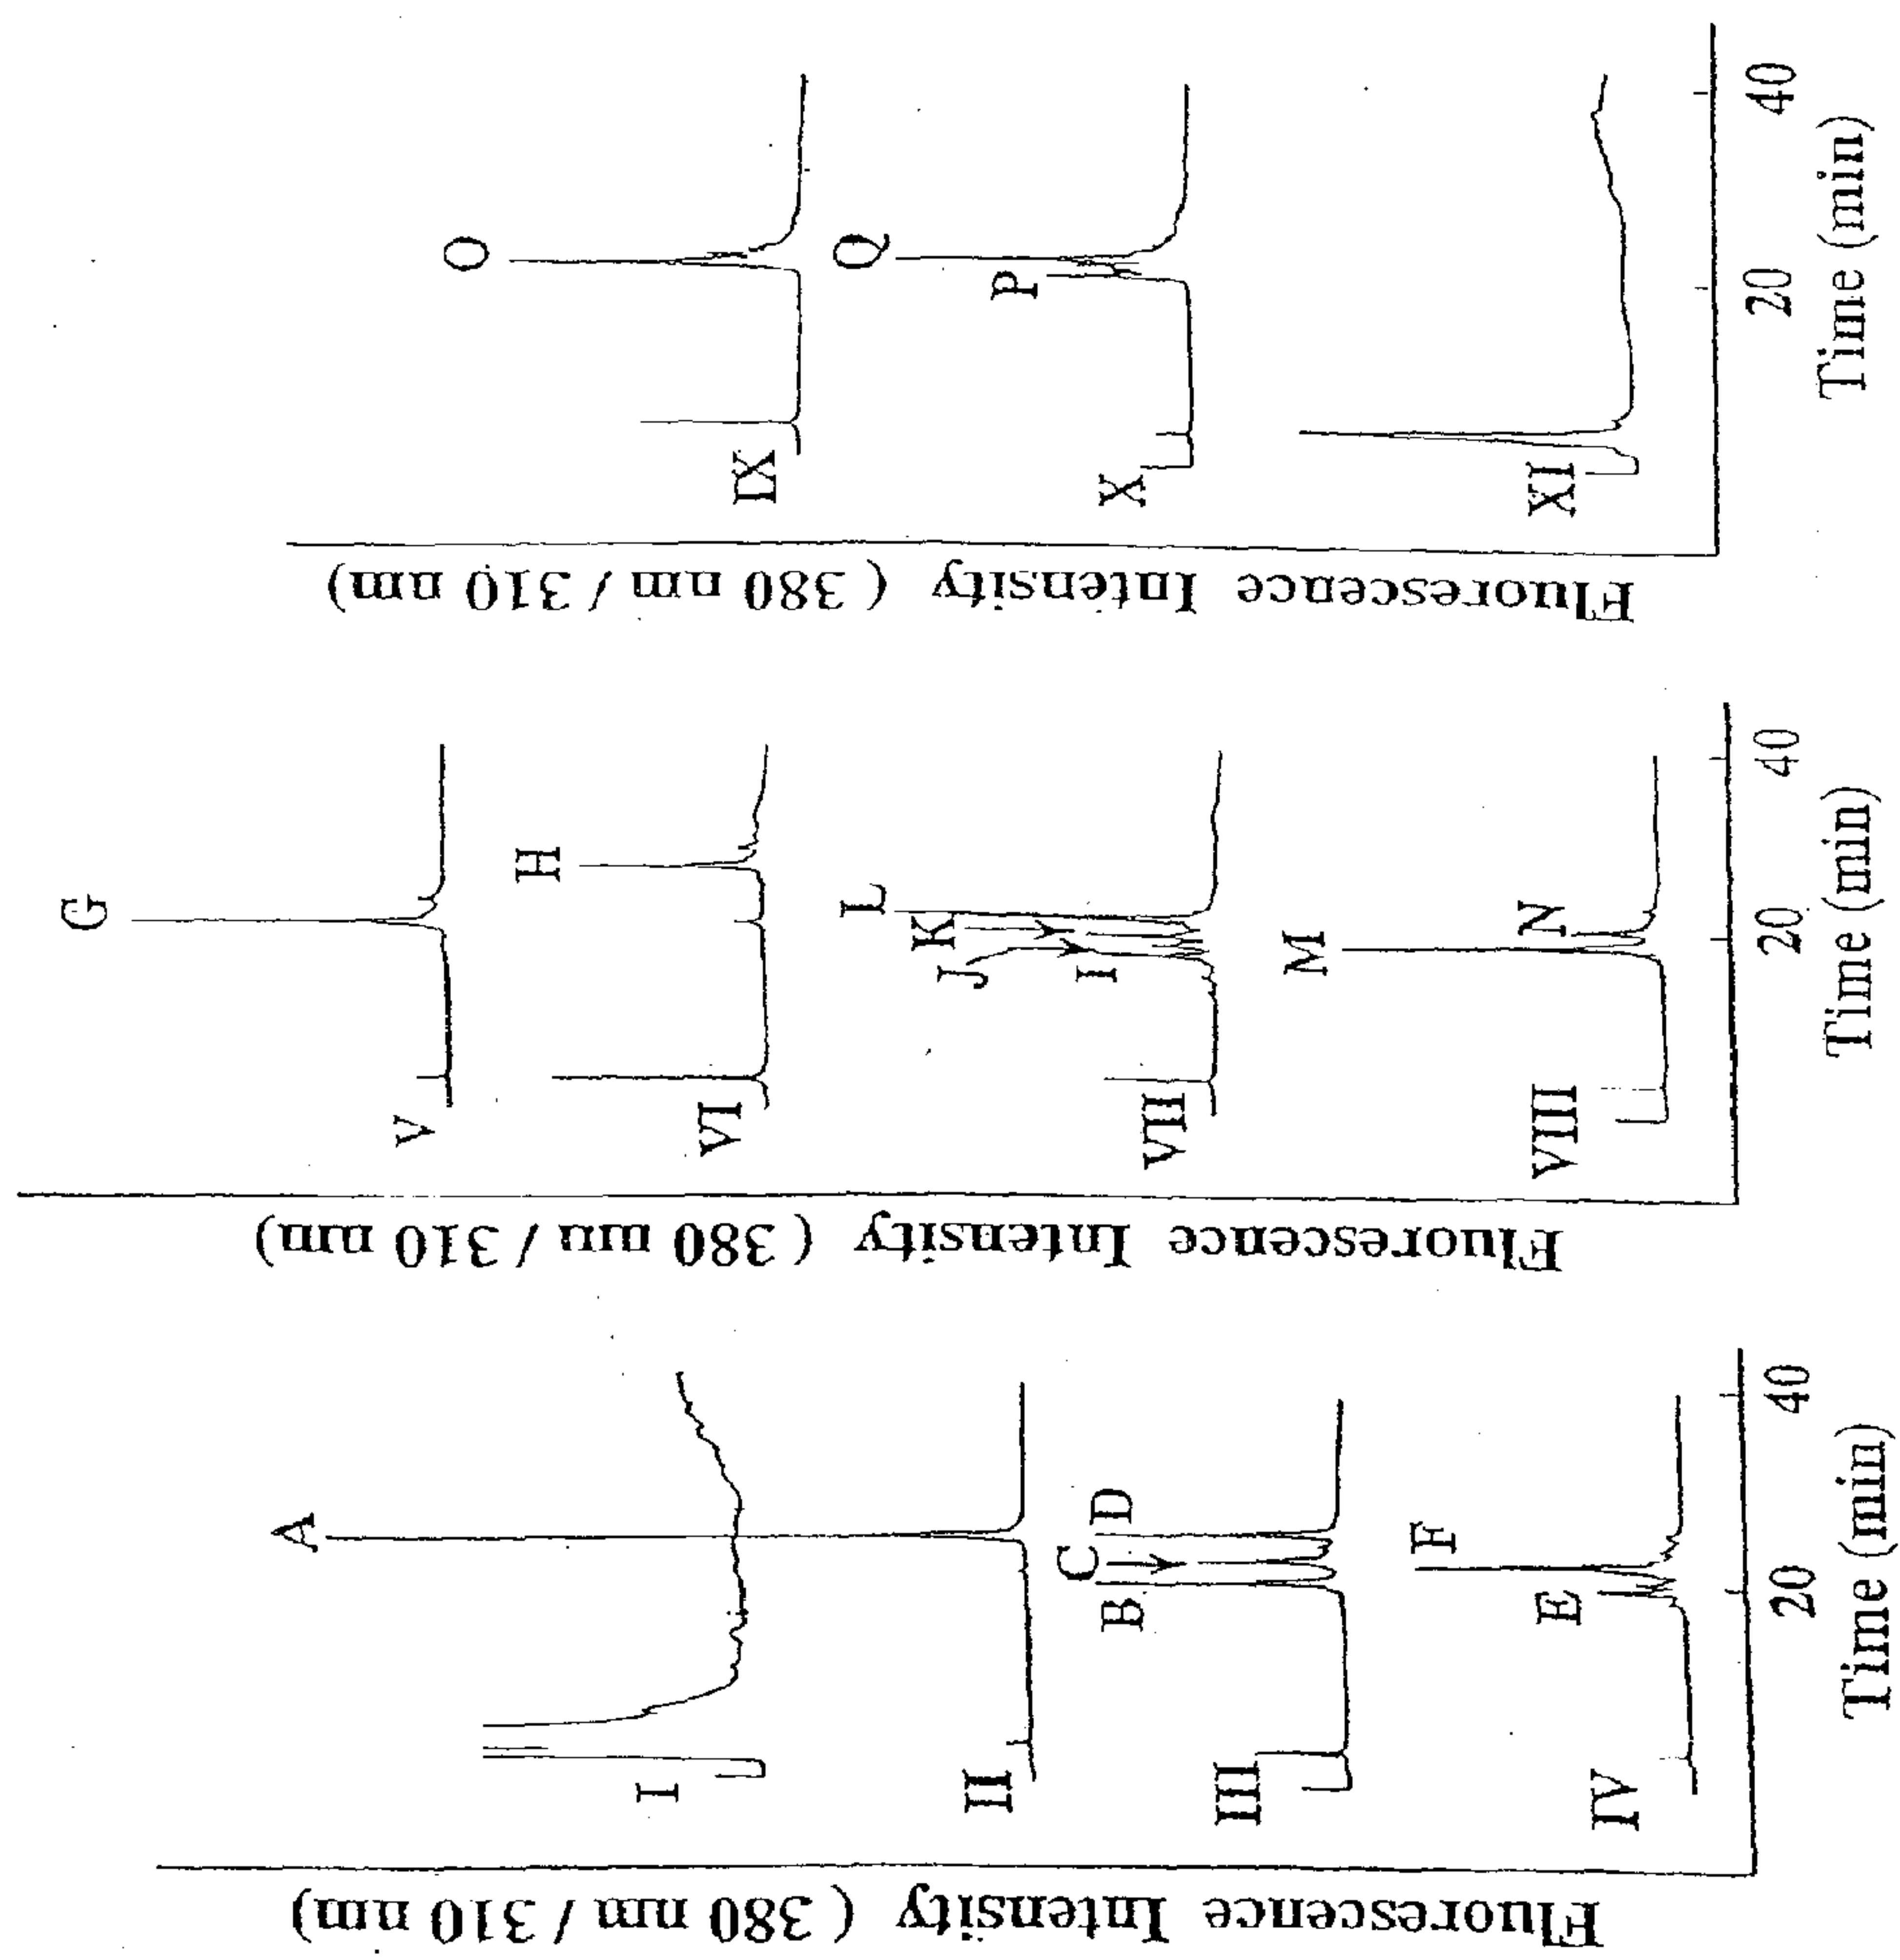 Fluorescence Intensity ( 380 nm / 310 nm)
A
I
II
C
B
D
III
F
E
IV
20
40
Time (min)
Fluorescence Intensity ( 380 nm / 310 nm)
G
V
H
VI
L
K
J
I
VII
M
N
VIII
20
40
Time (min)
Fluorescence Intensity ( 380 nm / 310 nm)
O
IX
Q
P
X
XI
20
40
Time (min)